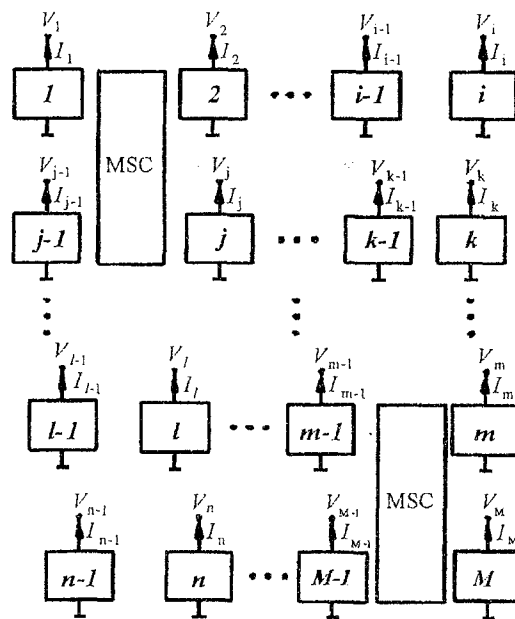 V1 V2 Vi-1 Vi
I1 I2 Ii-1 Ii
1 2 i-1 i
MSC
Vj-1 Vj Vk-1 Vk
Ij-1 Ij Ik-1 Ik
j-1 j k-1 k
Vl-1 Vl Vm-1 Vm
Il-1 Il Im-1 Im
l-1 l m-1 m
MSC
Vn-1 Vn VM-1 VM
In-1 In IM-1 IM
n-1 n M-1 M